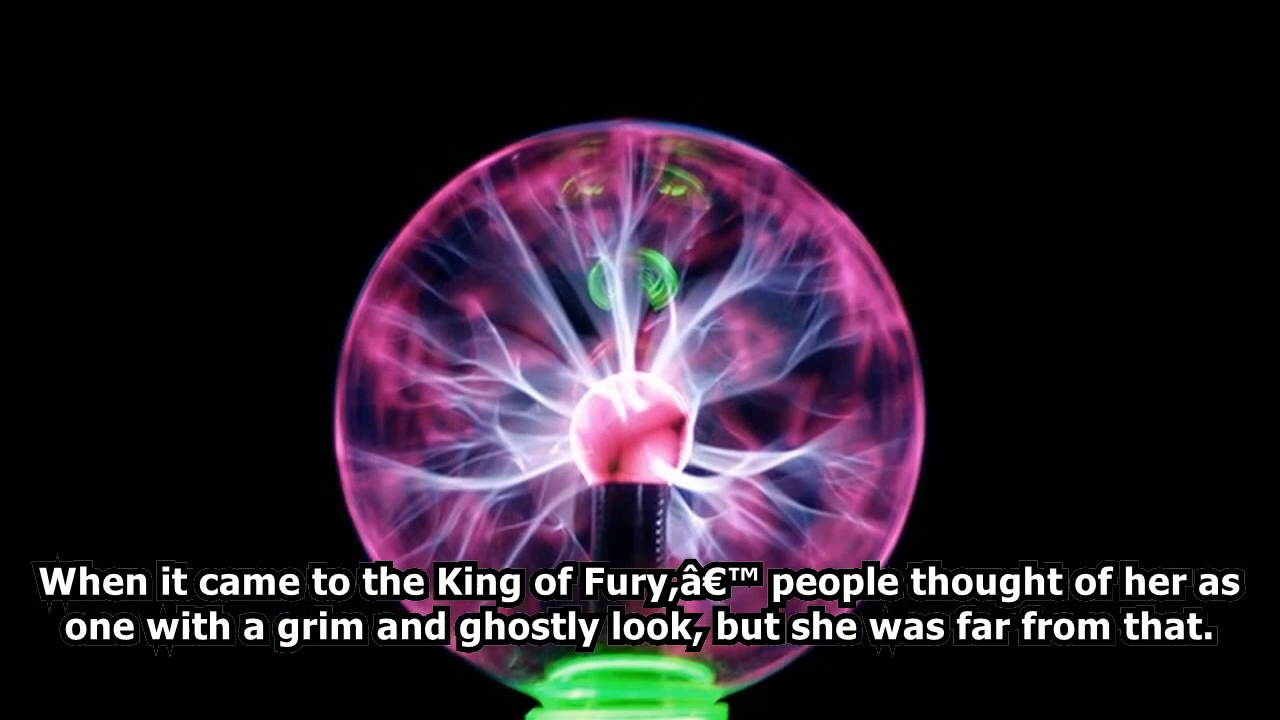 When it came to the King of Fury,â€™ people thought of her as
one with a grim and ghostly look, but she was far from that.